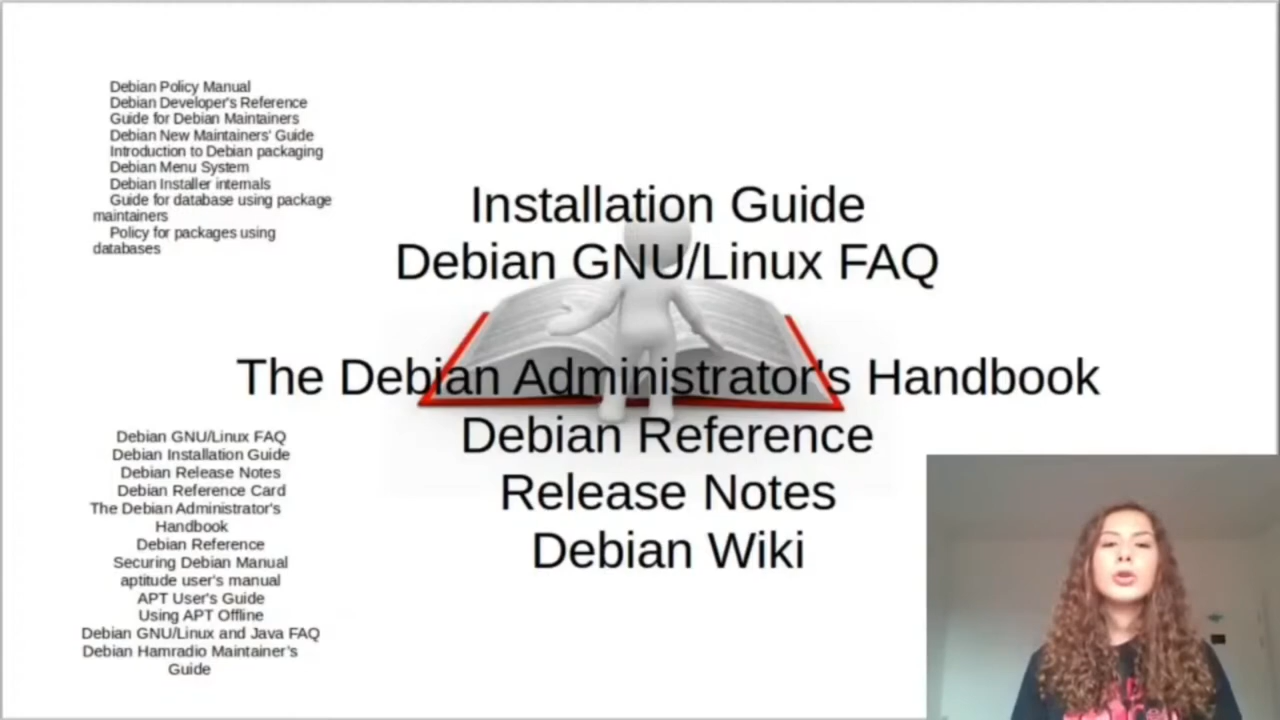 Debian Policy Manual
Debian Developer's Reference
Guide for Debian Maintainers
Debian New Maintainers' Guide
Introduction to Debian packaging
Debian Menu System
Debian Installer internals
Guide for database using package
maintainers
Policy for packages using
databases
Installation Guide
Debian GNU/Linux FAQ
The Debian Administrator's Handbook
Debian Reference
Release Notes
Debian Wiki
Debian GNU/Linux FAQ
Debian Installation Guide
Debian Release Notes
Debian Reference Card
The Debian Administrator's
Handbook
Debian Reference
Securing Debian Manual
aptitude user's manual
APT User's Guide
Using APT Offline
Debian GNU/Linux and Java FAQ
Debian Hamradio Maintainer's
Guide